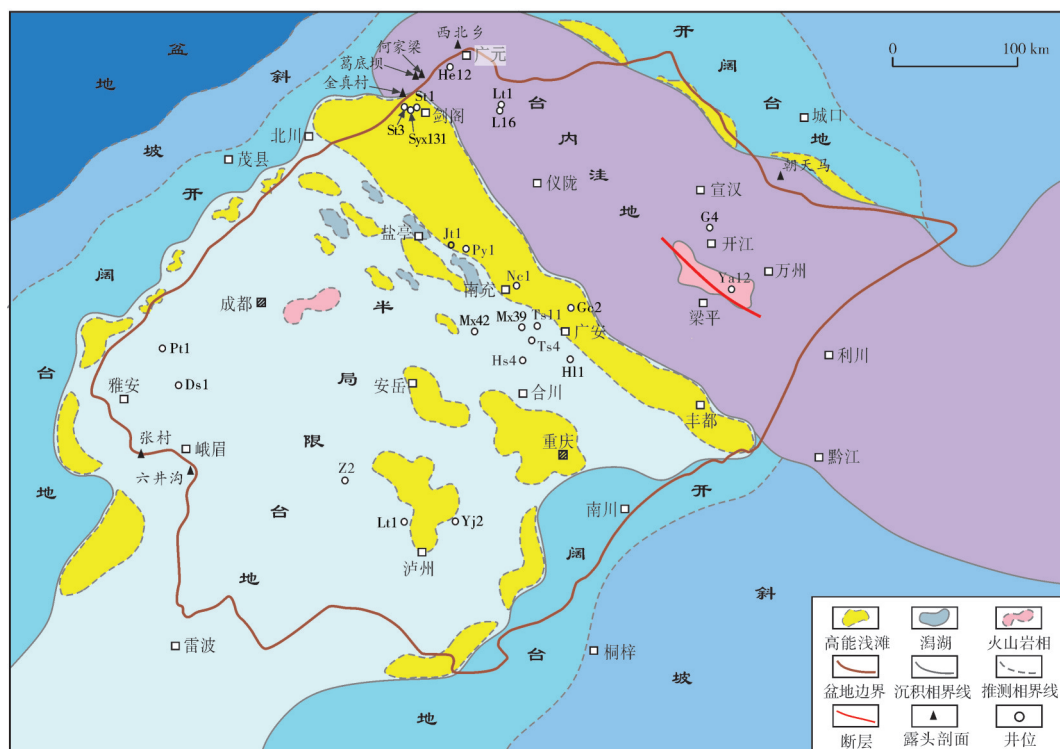 盆地
斜坡
开阔台地
台内洼地
开阔台地
0 100 km
西北乡
何家梁
葛底坝
金真村
广元
He12
St1
St3
Syx131
剑阁
Lt1
L16
北川
茂县
城口
朝天马
仪陇
宣汉
G4
开江
万州
Ya12
梁平
盐亭
Jt1
Py1
成都
南充
Nc1
Mx42
Mx39
Ts11
Gc2
广安
Ts4
Hs4
Hl1
Pt1
Ds1
雅安
安岳
合川
利川
丰都
张村
峨眉
六井沟
重庆
黔江
Z2
Lt1
Yj2
泸州
南川
半局限台地
开阔台地
斜坡
雷波
桐梓
高能浅滩 潟湖 火山岩相
盆地边界 沉积相界线 推测相界线
断层 露头剖面 井位